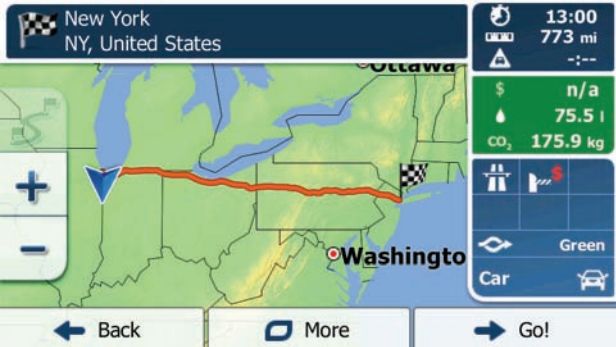 New York
NY, United States
13:00
773 mi
-:--
$ n/a
75.5 l
CO₂ 175.9 kg
$
Ottawa
Washingto
Green
Car
+
−
Back
More
Go!